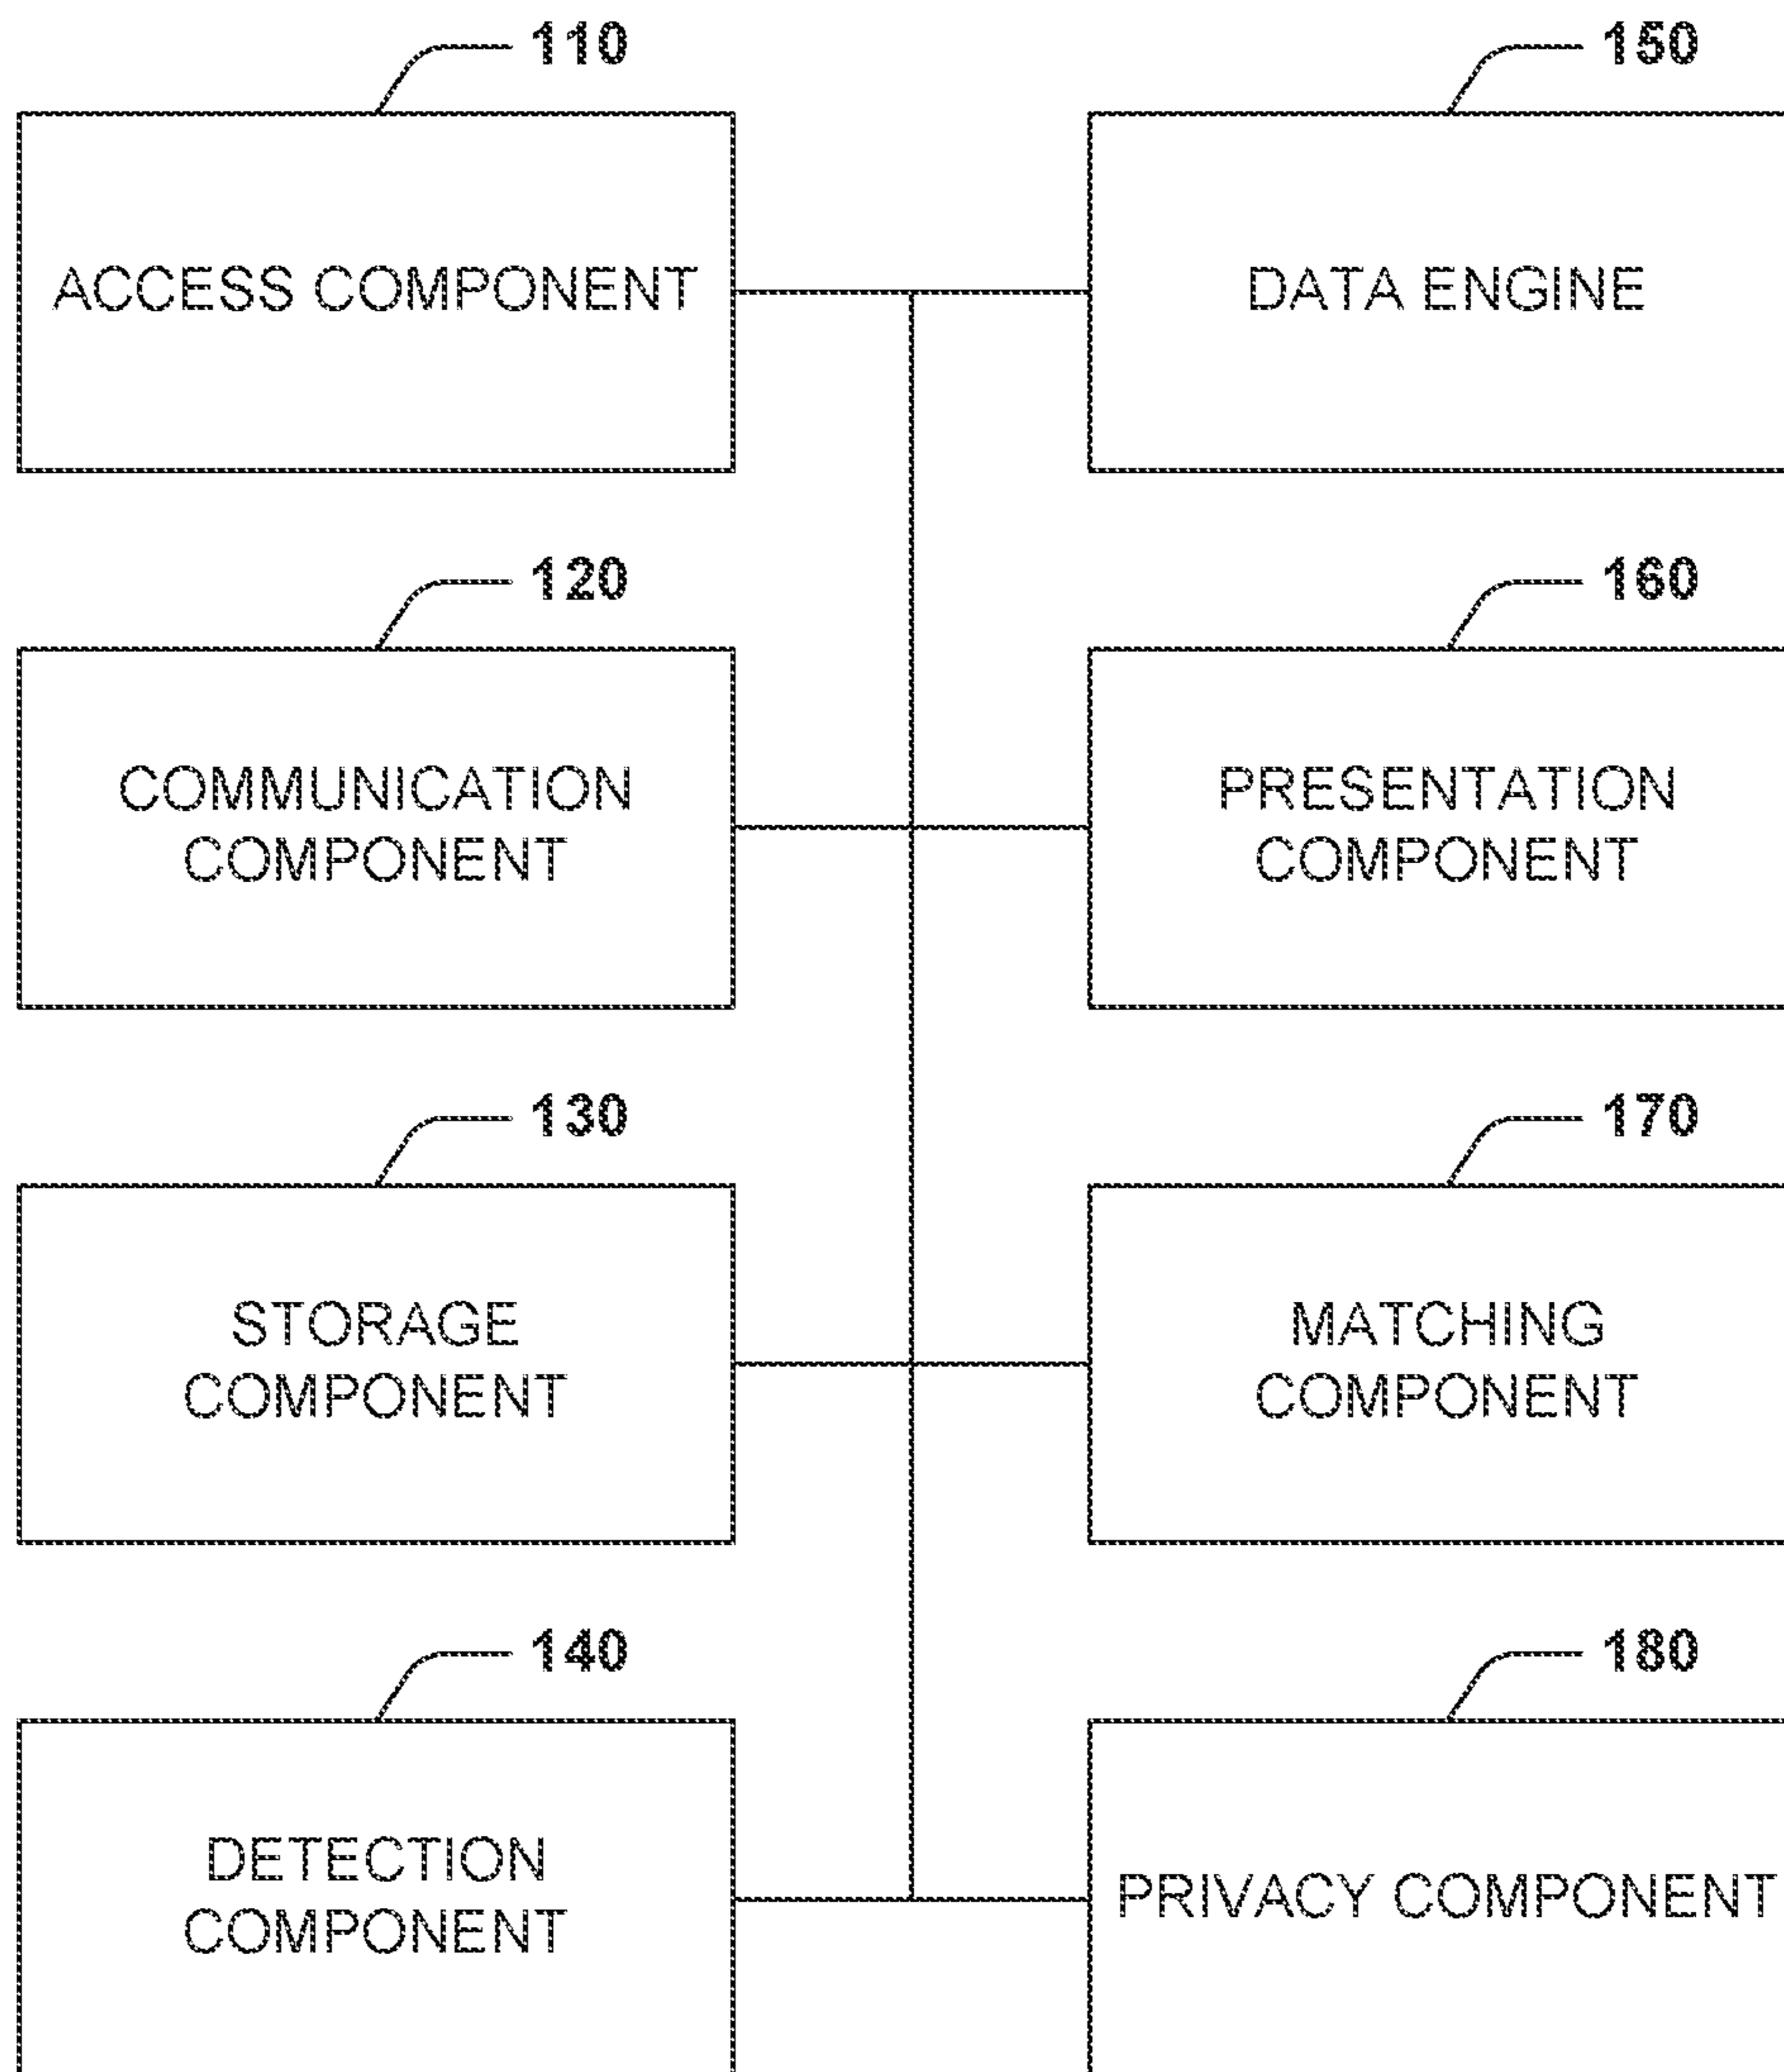 110
150
ACCESS COMPONENT
DATA ENGINE
120
160
COMMUNICATION
COMPONENT
PRESENTATION
COMPONENT
130
170
STORAGE
COMPONENT
MATCHING
COMPONENT
140
180
DETECTION
COMPONENT
PRIVACY COMPONENT